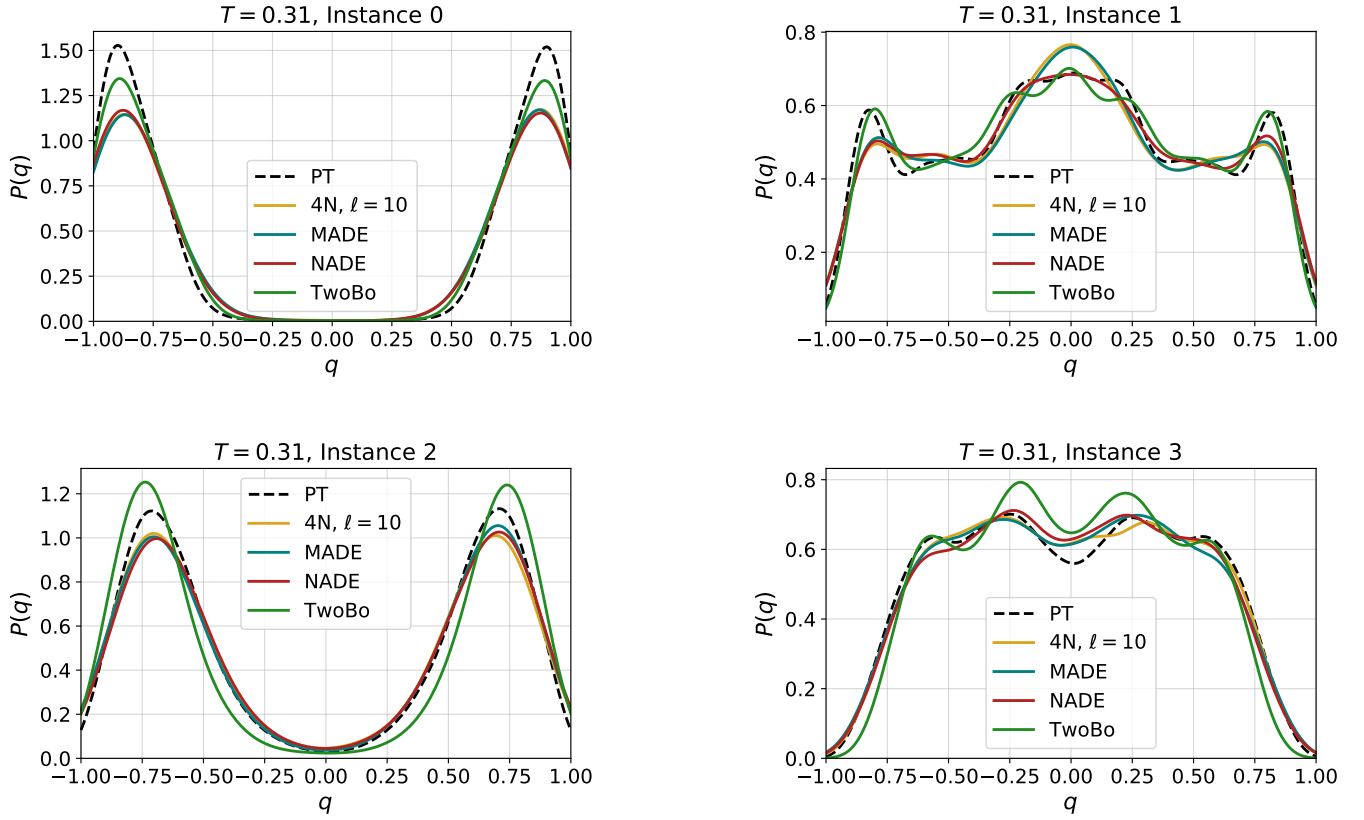 T = 0.31, Instance 0
P(q)
1.50
1.25
1.00
0.75
0.50
0.25
0.00
PT
4N, ℓ = 10
MADE
NADE
TwoBo
−1.00 −0.75 −0.50 −0.25 0.00 0.25 0.50 0.75 1.00
q
T = 0.31, Instance 1
P(q)
0.8
0.6
0.4
0.2
PT
4N, ℓ = 10
MADE
NADE
TwoBo
−1.00 −0.75 −0.50 −0.25 0.00 0.25 0.50 0.75 1.00
q
T = 0.31, Instance 2
P(q)
1.2
1.0
0.8
0.6
0.4
0.2
0.0
PT
4N, ℓ = 10
MADE
NADE
TwoBo
−1.00 −0.75 −0.50 −0.25 0.00 0.25 0.50 0.75 1.00
q
T = 0.31, Instance 3
P(q)
0.8
0.6
0.4
0.2
0.0
PT
4N, ℓ = 10
MADE
NADE
TwoBo
−1.00 −0.75 −0.50 −0.25 0.00 0.25 0.50 0.75 1.00
q